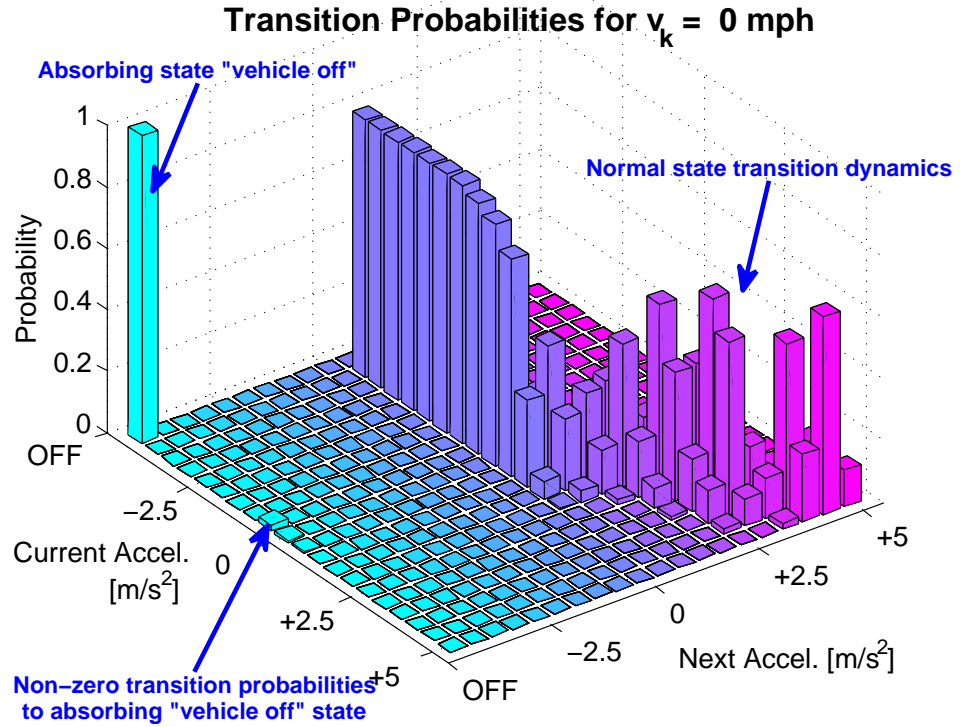 Transition Probabilities for v_k = 0 mph
Absorbing state "vehicle off"
Normal state transition dynamics
Probability
1
0.8
0.6
0.4
0.2
0
OFF
−2.5
0
+2.5
+5
Current Accel.
[m/s²]
OFF
−2.5
0
+2.5
+5
Next Accel. [m/s²]
Non−zero transition probabilities
to absorbing "vehicle off" state